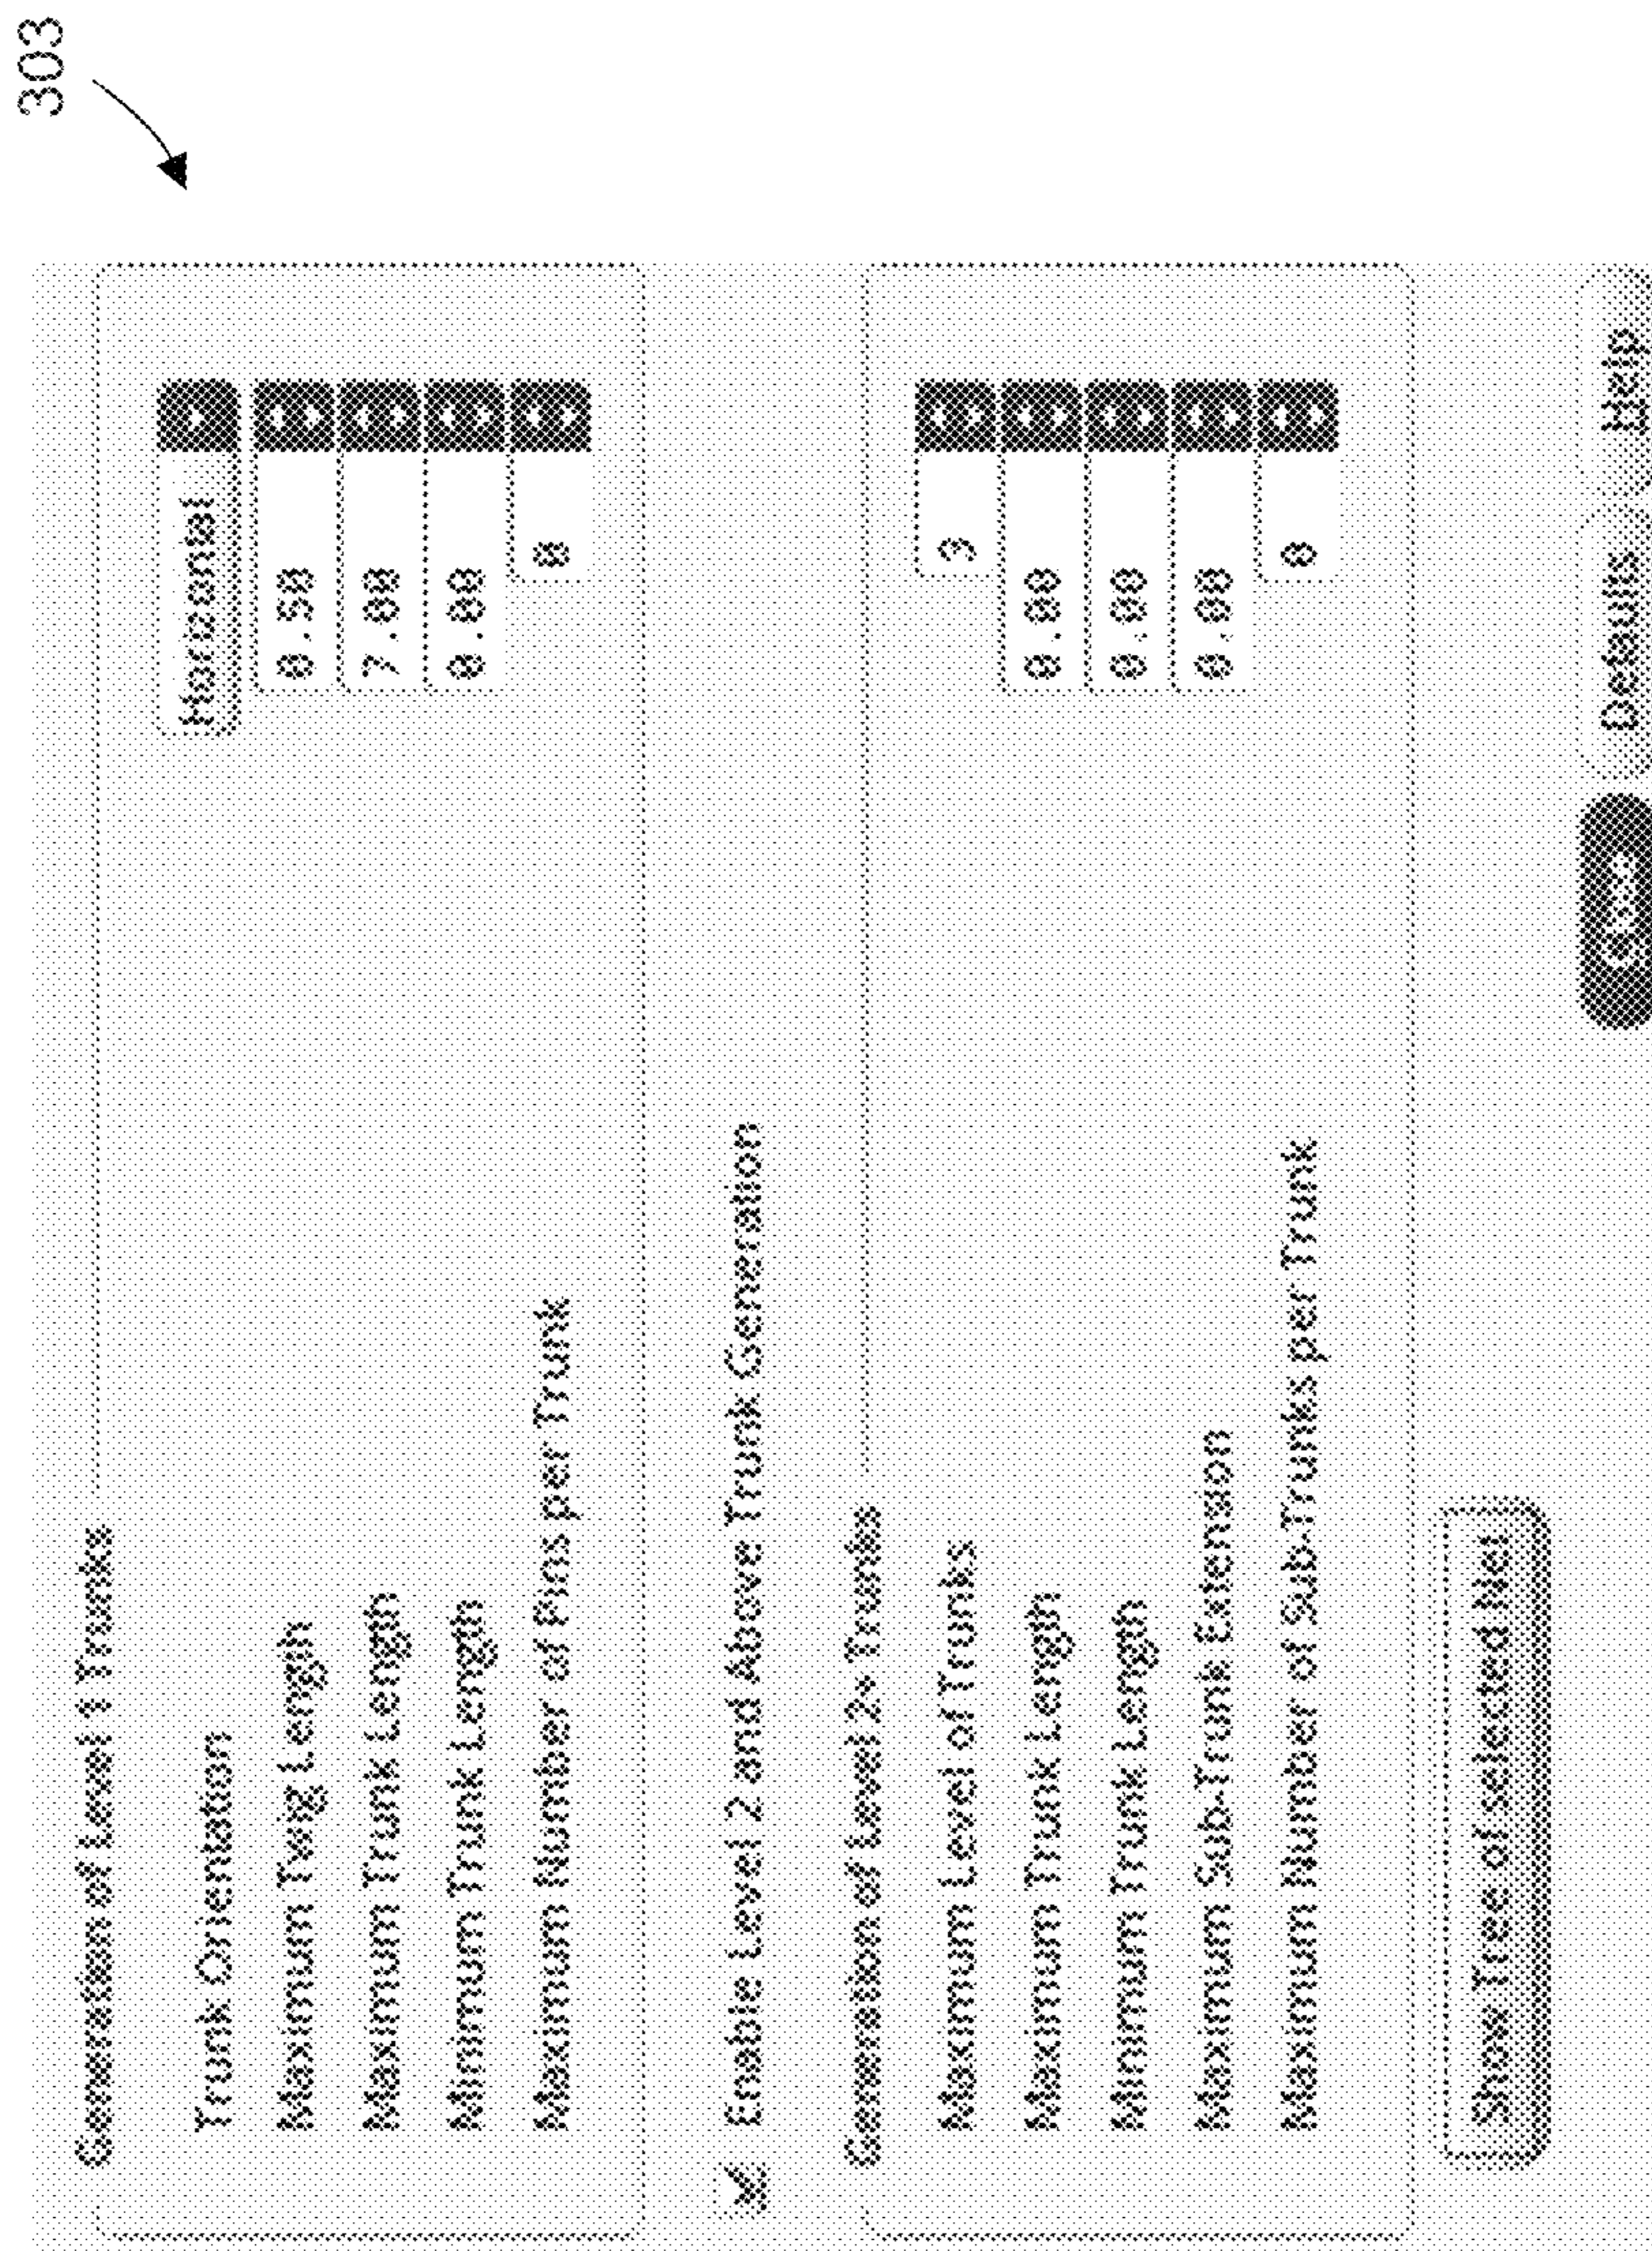 303
Generation of Level 1 Trunks
Trunk Orientation Horizontal
Maximum Twig Length 0.50
Maximum Trunk Length 7.00
Minimum Trunk Length 0.00
Maximum Number of Pins per Trunk
Enable Level 2 and Above Trunk Generation
Generation of Level 2+ Trunks
Maximum Level of Trunks 3
Maximum Trunk Length 0.00
Minimum Trunk Length 0.00
Maximum Sub-Trunk Extension 0.00
Maximum Number of Sub-Trunks per Trunk 0
Show Tree of selected Net
Close Defaults Help